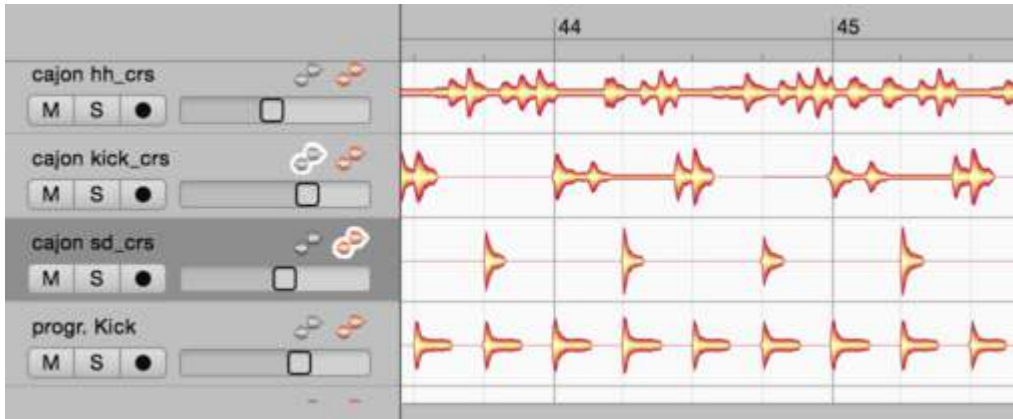 44
45
cajon hh_crs
M S
cajon kick_crs
M S
cajon sd_crs
M S
progr. Kick
M S